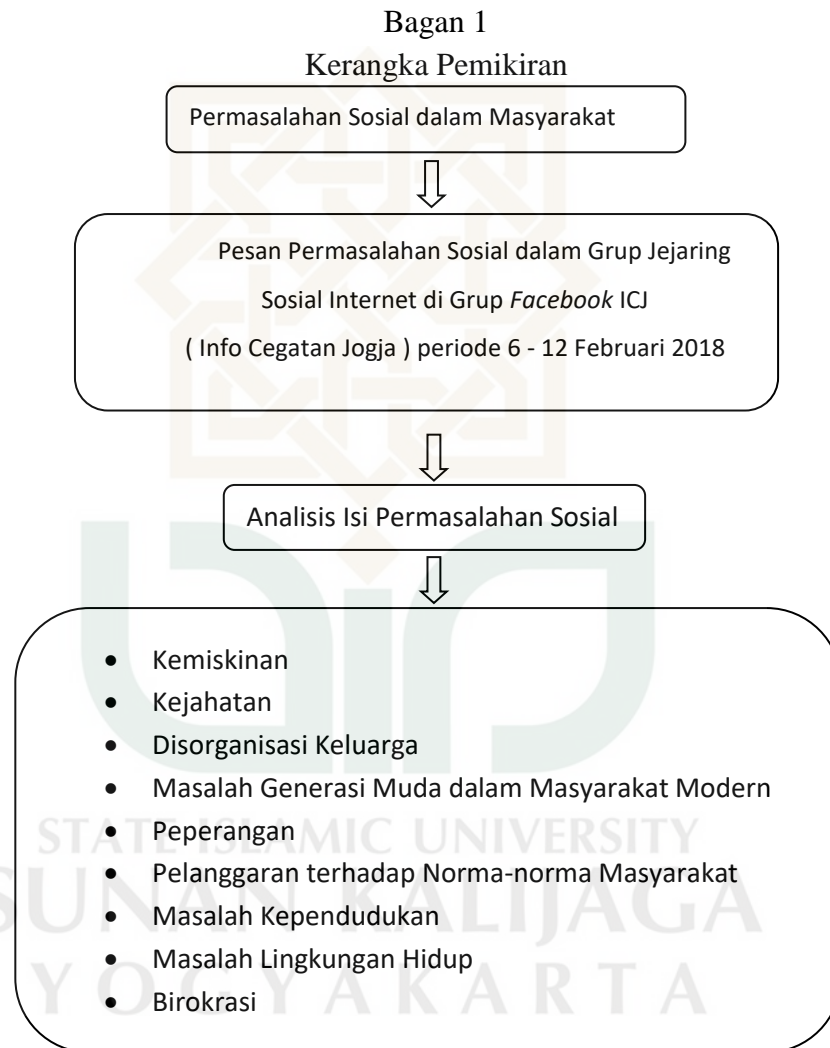 Bagan 1
Kerangka Pemikiran
Permasalahan Sosial dalam Masyarakat
Pesan Permasalahan Sosial dalam Grup Jejaring
Sosial Internet di Grup Facebook ICJ
( Info Cegatan Jogja ) periode 6 - 12 Februari 2018
Analisis Isi Permasalahan Sosial
• Kemiskinan
• Kejahatan
• Disorganisasi Keluarga
• Masalah Generasi Muda dalam Masyarakat Modern
• Peperangan
• Pelanggaran terhadap Norma-norma Masyarakat
• Masalah Kependudukan
• Masalah Lingkungan Hidup
• Birokrasi
STATE ISLAMIC UNIVERSITY
SUNAN KALIJAGA
YOGYAKARTA